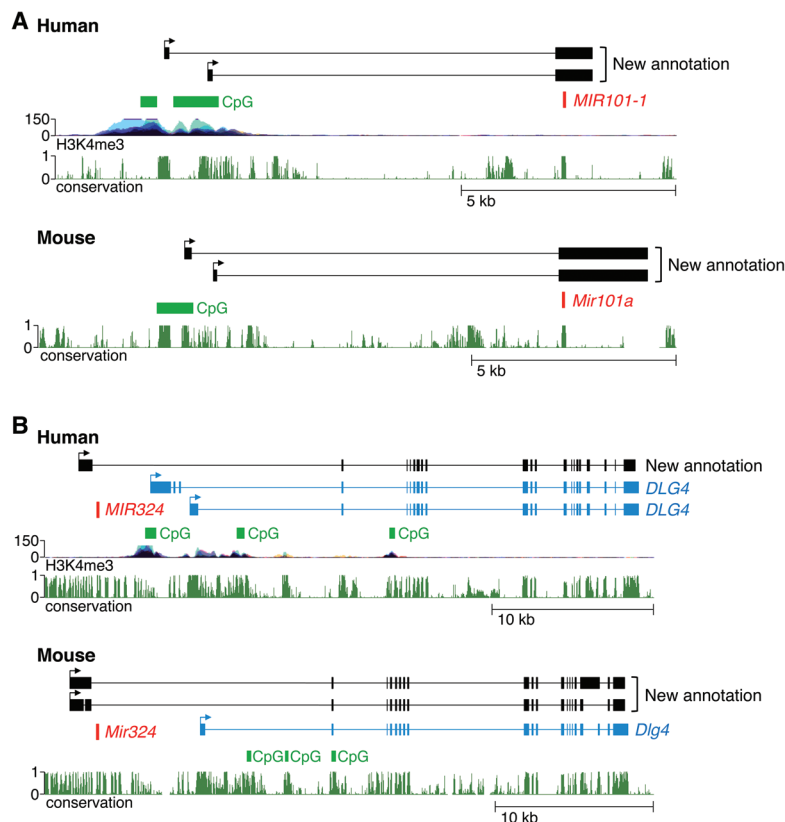 A
Human
New annotation
CpG
MIR101-1
150
0
H3K4me3
1
0
conservation
5 kb
Mouse
New annotation
CpG
Mir101a
1
0
conservation
5 kb
B
Human
New annotation
DLG4
MIR324
DLG4
CpG CpG CpG
150
0
H3K4me3
1
0
conservation
10 kb
Mouse
New annotation
Mir324
Dlg4
CpG CpG CpG
1
0
conservation
10 kb